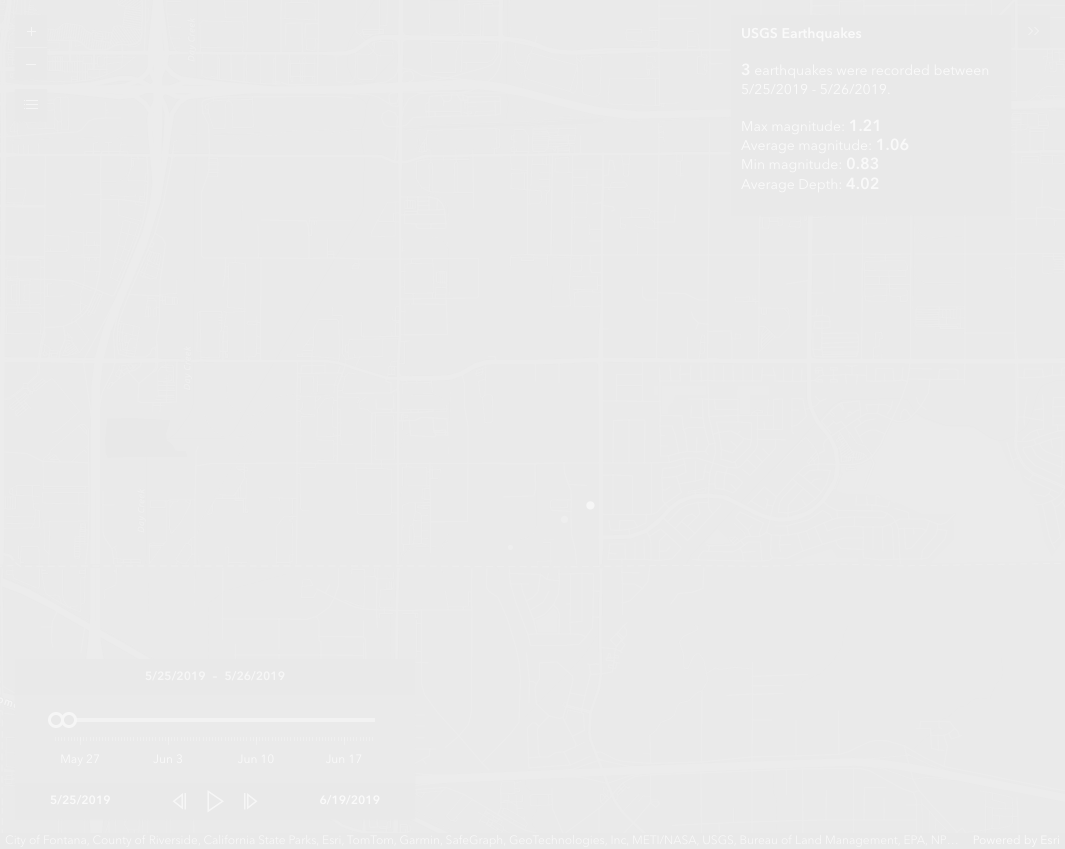 USGS Earthquakes
3 earthquakes were recorded between
5/25/2019 - 5/26/2019:
Max magnitude: 1.21
Average magnitude: 1.06
Min magnitude: 0.83
Average Depth: 4.02
5/25/2019 - 5/26/2019
May 27 Jun 3 Jun 10 Jun 17
5/25/2019 6/19/2019
City of Fontana, County of Riverside, California State Parks, Esri, TomTom, Garmin, SafeGraph, GeoTechnologies, Inc, METI/NASA, USGS, Bureau of Land Management, EPA, NP Powered by Esri